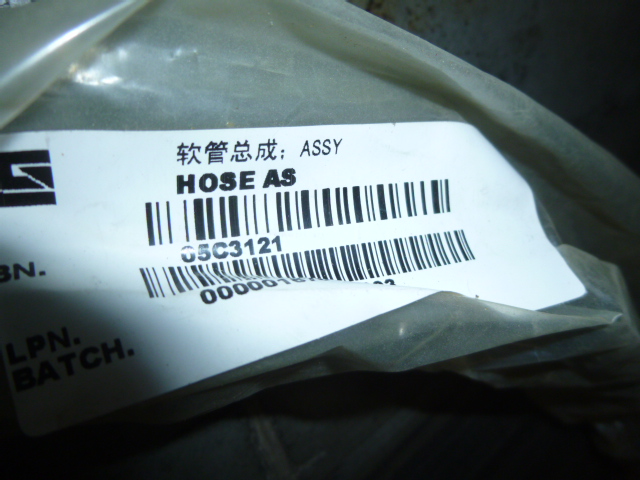 软管总成; ASSY
HOSE AS
05C3121
BN.
LPN.
BATCH.